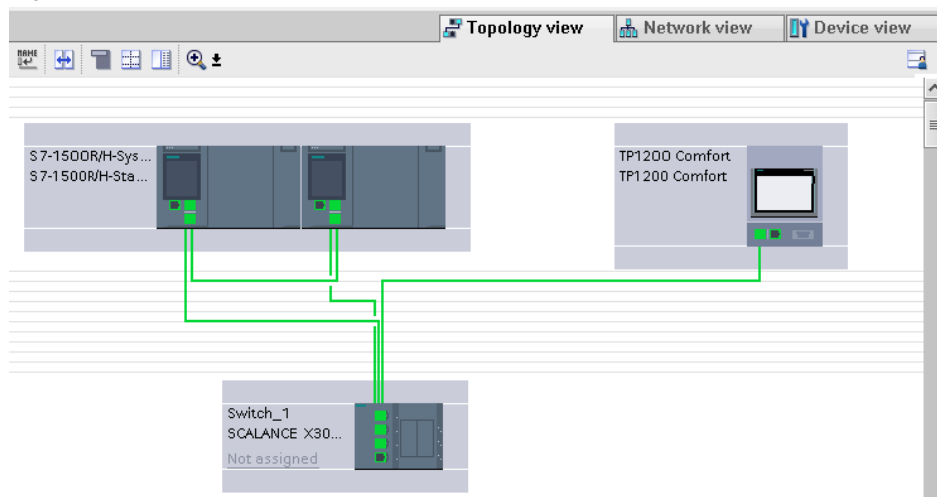 Topology view
Network view
Device view
NAME
±
S7-1500R/H-Sys...
S7-1500R/H-Sta...
TP1200 Comfort
TP1200 Comfort
Switch_1
SCALANCE X30...
Not assigned